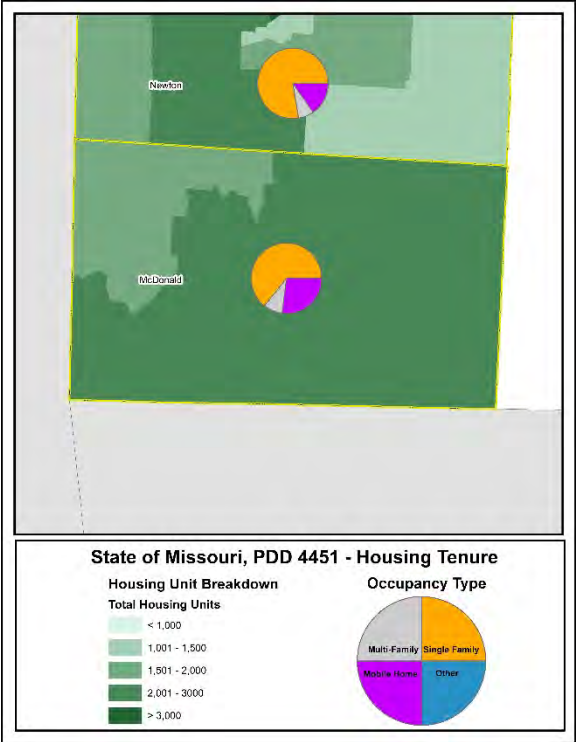 Newton
McDonald
State of Missouri, PDD 4451 - Housing Tenure
Housing Unit Breakdown
Total Housing Units
< 1,000
1,001 - 1,500
1,501 - 2,000
2,001 - 3000
> 3,000
Occupancy Type
Multi-Family
Single Family
Mobile Home
Other